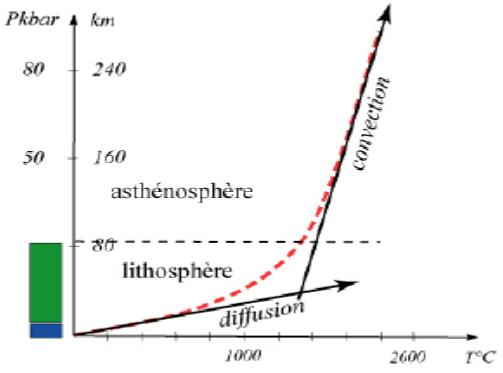 Pkbar km
80 240
50 160
asthénosphère
80
lithosphère
convection
diffusion
1000 2600 T°C